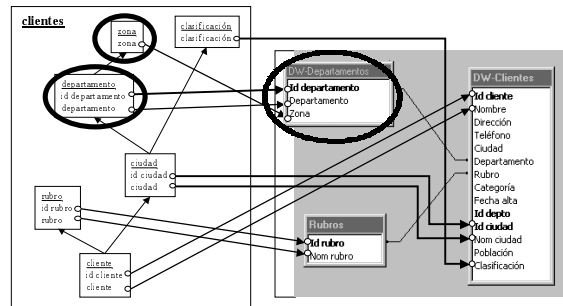 clientes
zona
zona
clasificación
clasificación
departamento
id departamento
departamento
ciudad
id ciudad
ciudad
rubro
id rubro
rubro
cliente
id cliente
cliente
DW-Departamentos
Id departamento
Departamento
Zona
Rubros
Id rubro
Nom rubro
DW-Clientes
Id cliente
Nombre
Dirección
Teléfono
Ciudad
Departamento
Rubro
Categoría
Fecha alta
Id depto
Id ciudad
Nom ciudad
Población
Clasificación